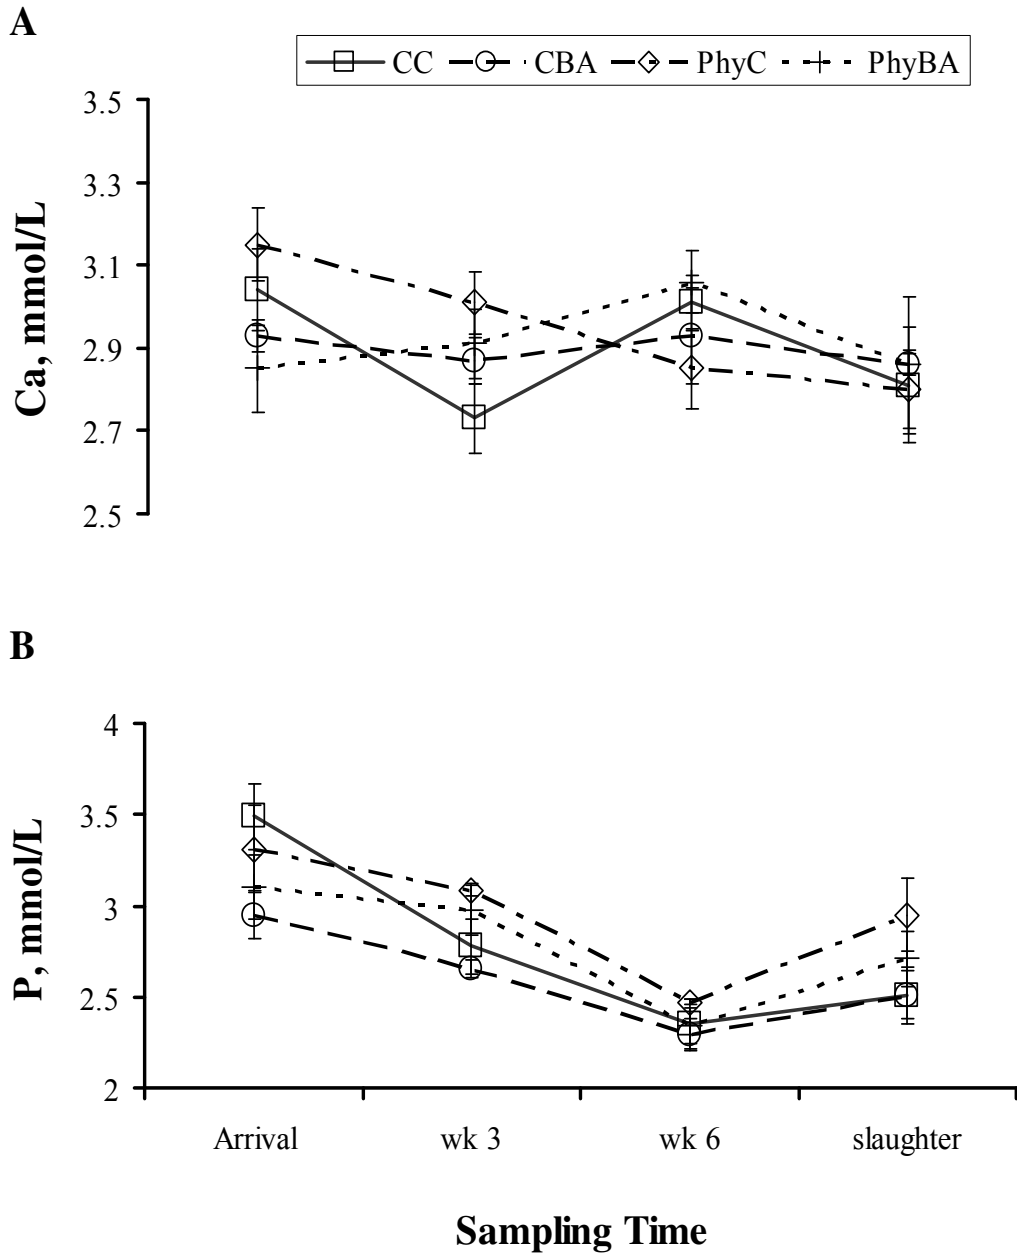 A
CC CBA PhyC PhyBA
3.5
3.3
3.1
2.9
2.7
2.5
Ca, mmol/L
B
4
3.5
3
2.5
2
P, mmol/L
Arrival wk 3 wk 6 slaughter
Sampling Time